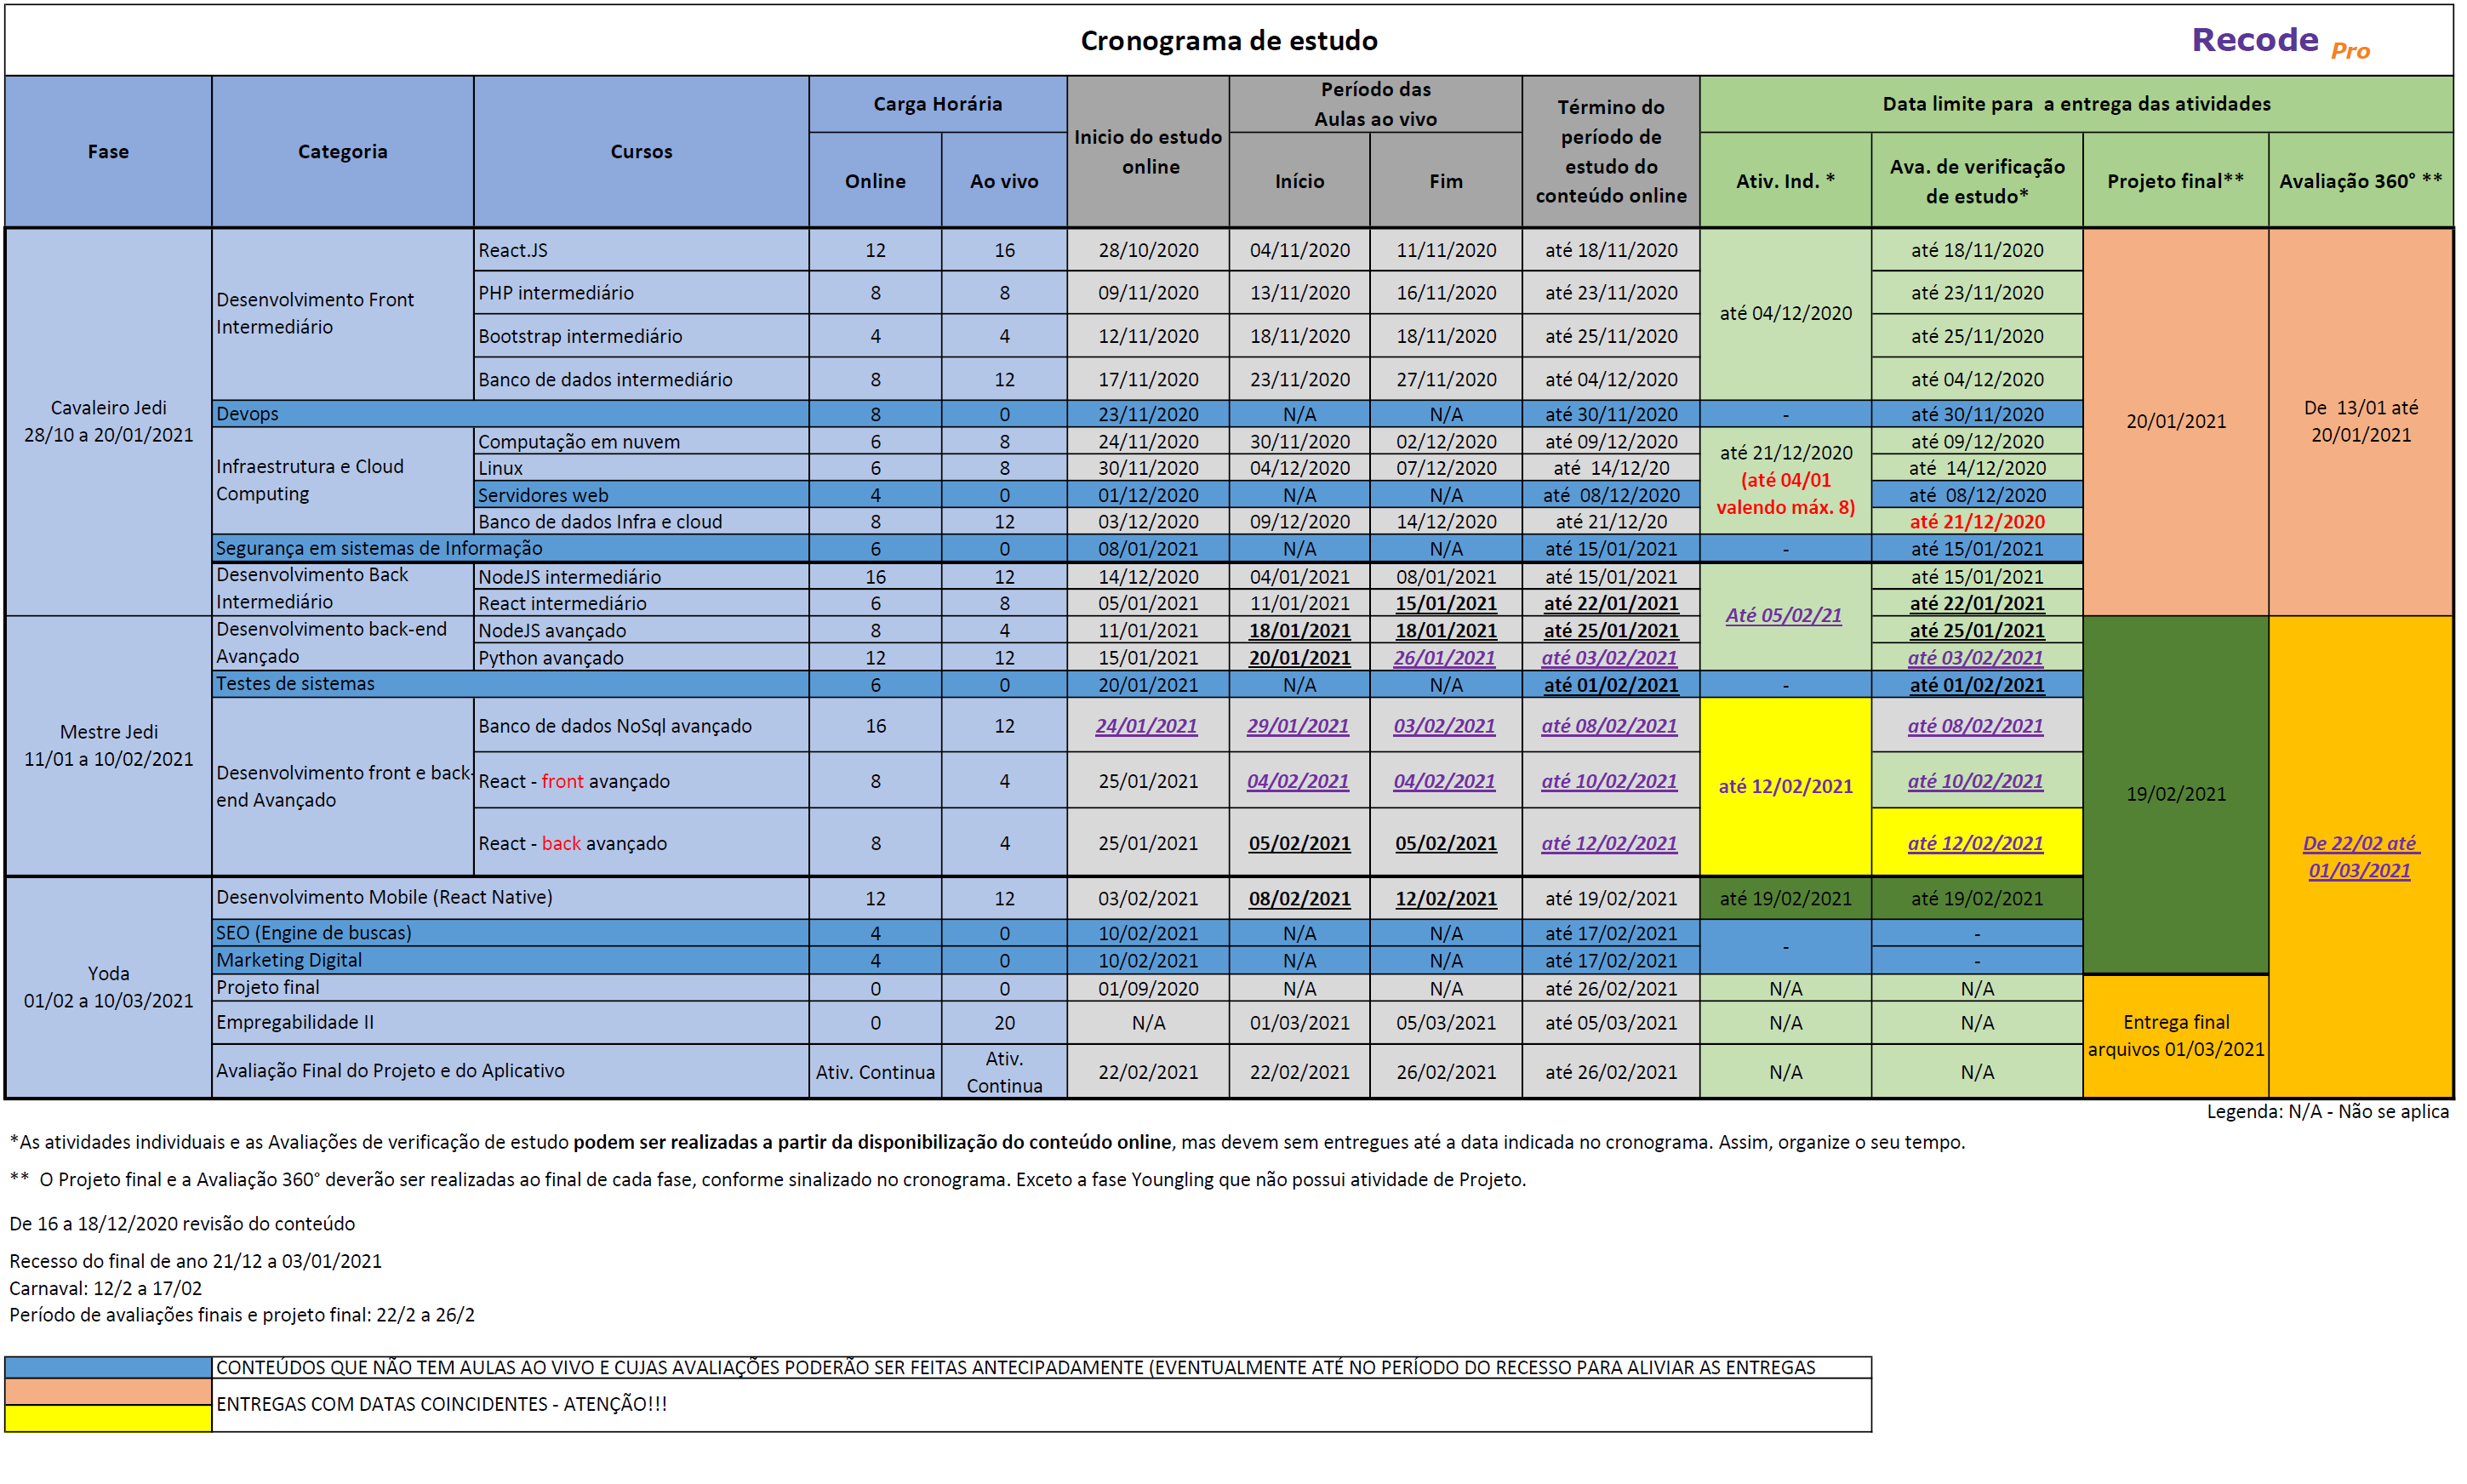 Cronograma de estudo
Recode Pro
Fase
Categoria
Cursos
Carga Horária
Online
Ao vivo
Inicio do estudo
online
Período das
Aulas ao vivo
Início
Fim
Término do
período de
estudo do
conteúdo online
Data limite para a entrega das atividades
Ativ. Ind. *
Ava. de verificação
de estudo*
Projeto final**
Avaliação 360° **
Cavaleiro Jedi
28/10 a 20/01/2021
Desenvolvimento Front
Intermediário
React.JS 12 16 28/10/2020 04/11/2020 11/11/2020 até 18/11/2020 até 18/11/2020
PHP intermediário 8 8 09/11/2020 13/11/2020 16/11/2020 até 23/11/2020 até 23/11/2020
até 04/12/2020
Bootstrap intermediário 4 4 12/11/2020 18/11/2020 18/11/2020 até 25/11/2020 até 25/11/2020
Banco de dados intermediário 8 12 17/11/2020 23/11/2020 27/11/2020 até 04/12/2020 até 04/12/2020
Devops 8 0 23/11/2020 N/A N/A até 30/11/2020 - até 30/11/2020
20/01/2021
De 13/01 até
20/01/2021
Infraestrutura e Cloud
Computing
Computação em nuvem 6 8 24/11/2020 30/11/2020 02/12/2020 até 09/12/2020 até 09/12/2020
até 21/12/2020
(até 04/01
valendo máx. 8)
Linux 6 8 30/11/2020 04/12/2020 07/12/2020 até 14/12/20 até 14/12/2020
Servidores web 4 0 01/12/2020 N/A N/A até 08/12/2020 até 08/12/2020
Banco de dados Infra e cloud 8 12 03/12/2020 09/12/2020 14/12/2020 até 21/12/20 até 21/12/2020
Segurança em sistemas de Informação 6 0 08/01/2021 N/A N/A até 15/01/2021 - até 15/01/2021
Desenvolvimento Back
Intermediário
NodeJS intermediário 16 12 14/12/2020 04/01/2021 08/01/2021 até 15/01/2021 até 15/01/2021
React intermediário 6 8 05/01/2021 11/01/2021 15/01/2021 até 22/01/2021 até 22/01/2021
Até 05/02/21
Mestre Jedi
11/01 a 10/02/2021
Desenvolvimento back-end
Avançado
NodeJS avançado 8 4 11/01/2021 18/01/2021 18/01/2021 até 25/01/2021 até 25/01/2021
Python avançado 12 12 15/01/2021 20/01/2021 26/01/2021 até 03/02/2021 até 03/02/2021
Testes de sistemas 6 0 20/01/2021 N/A N/A até 01/02/2021 - até 01/02/2021
Desenvolvimento front e back-
end Avançado
Banco de dados NoSql avançado 16 12 24/01/2021 29/01/2021 03/02/2021 até 08/02/2021 até 08/02/2021
React - front avançado 8 4 25/01/2021 04/02/2021 04/02/2021 até 10/02/2021 até 12/02/2021 até 10/02/2021
19/02/2021
React - back avançado 8 4 25/01/2021 05/02/2021 05/02/2021 até 12/02/2021 até 12/02/2021
De 22/02 até
01/03/2021
Yoda
01/02 a 10/03/2021
Desenvolvimento Mobile (React Native) 12 12 03/02/2021 08/02/2021 12/02/2021 até 19/02/2021 até 19/02/2021 até 19/02/2021
SEO (Engine de buscas) 4 0 10/02/2021 N/A N/A até 17/02/2021 - -
Marketing Digital 4 0 10/02/2021 N/A N/A até 17/02/2021 -
Projeto final 0 0 01/09/2020 N/A N/A até 26/02/2021 N/A N/A
Empregabilidade II 0 20 N/A 01/03/2021 05/03/2021 até 05/03/2021 N/A N/A
Entrega final
arquivos 01/03/2021
Avaliação Final do Projeto e do Aplicativo Ativ. Continua Ativ.
Continua 22/02/2021 22/02/2021 26/02/2021 até 26/02/2021 N/A N/A
Legenda: N/A - Não se aplica
*As atividades individuais e as Avaliações de verificação de estudo podem ser realizadas a partir da disponibilização do conteúdo online, mas devem sem entregues até a data indicada no cronograma. Assim, organize o seu tempo.
** O Projeto final e a Avaliação 360° deverão ser realizadas ao final de cada fase, conforme sinalizado no cronograma. Exceto a fase Youngling que não possui atividade de Projeto.
De 16 a 18/12/2020 revisão do conteúdo
Recesso do final de ano 21/12 a 03/01/2021
Carnaval: 12/2 a 17/02
Período de avaliações finais e projeto final: 22/2 a 26/2
CONTEÚDOS QUE NÃO TEM AULAS AO VIVO E CUJAS AVALIAÇÕES PODERÃO SER FEITAS ANTECIPADAMENTE (EVENTUALMENTE ATÉ NO PERÍODO DO RECESSO PARA ALIVIAR AS ENTREGAS
ENTREGAS COM DATAS COINCIDENTES - ATENÇÃO!!!